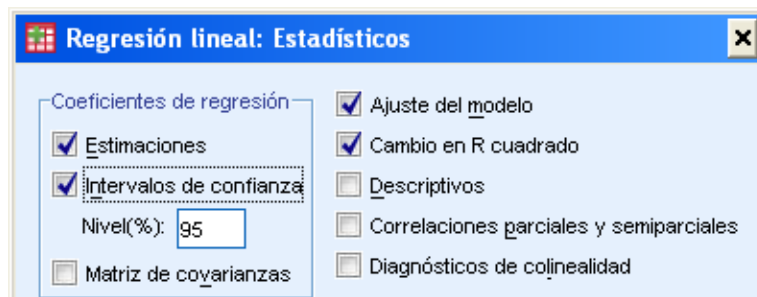 Regresión lineal: Estadísticos
Coeficientes de regresión
Estimaciones
Intervalos de confianza
Nivel(%): 95
Matriz de covarianzas
Ajuste del modelo
Cambio en R cuadrado
Descriptivos
Correlaciones parciales y semiparciales
Diagnósticos de colinealidad